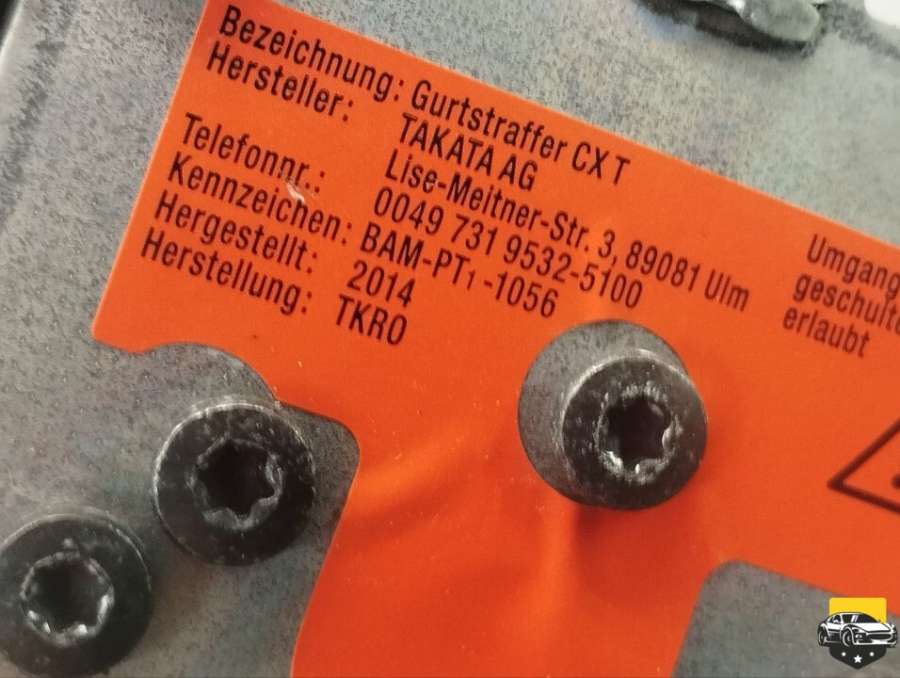 Bezeichnung: Gurtstraffer CX T
Hersteller: TAKATA AG
Lise-Meitner-Str. 3, 89081 Ulm
Telefonnr.: 0049 731 9532-5100
Kennzeichen: BAM-PT1-1056
Hergestellt: 2014
Herstellung: TKRO
Umgang
geschulte
erlaubt